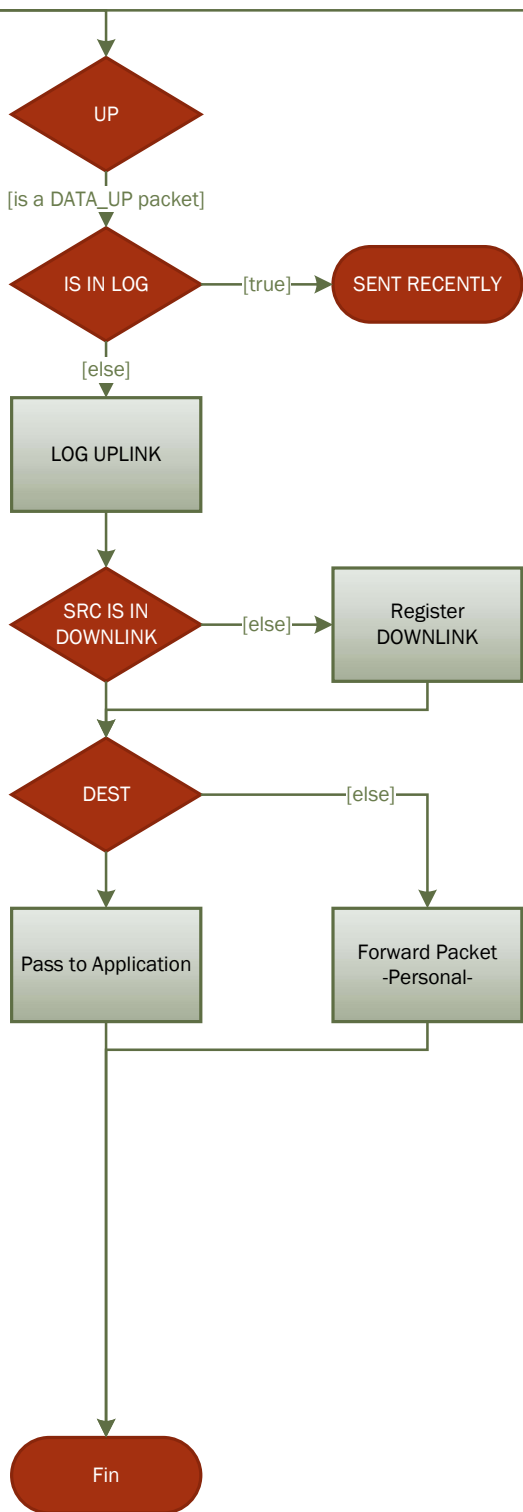 UP
[is a DATA_UP packet]
IS IN LOG
[true]
SENT RECENTLY
[else]
LOG UPLINK
SRC IS IN
DOWNLINK
[else]
Register
DOWNLINK
DEST
[else]
Pass to Application
Forward Packet
-Personal-
Fin